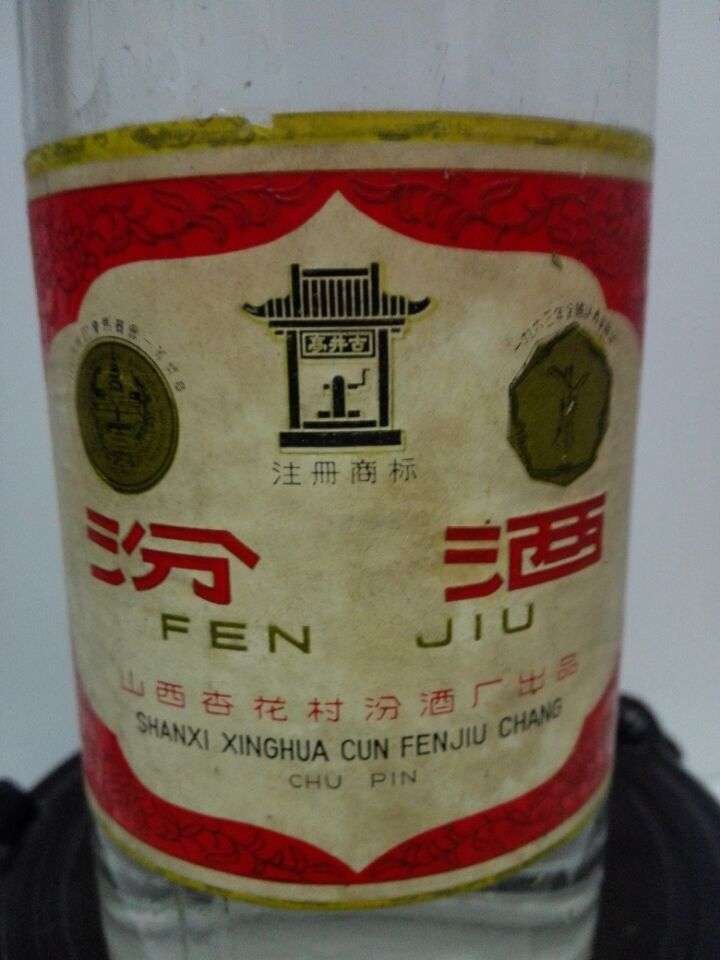 古井亭
注册商标
汾酒
FEN JIU
山西杏花村汾酒厂出品
SHANXI XINGHUA CUN FENJIU CHANG
CHU PIN